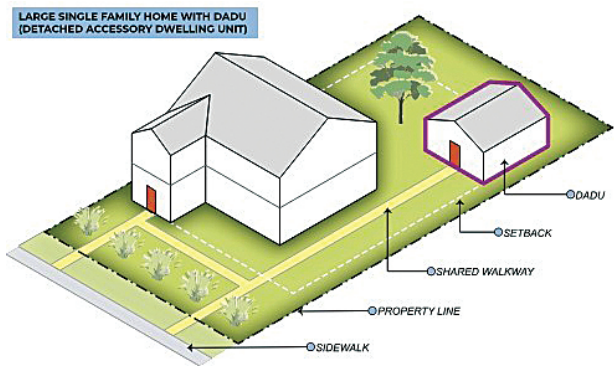 LARGE SINGLE FAMILY HOME WITH DADU
(DETACHED ACCESSORY DWELLING UNIT)
DADU
SETBACK
SHARED WALKWAY
PROPERTY LINE
SIDEWALK